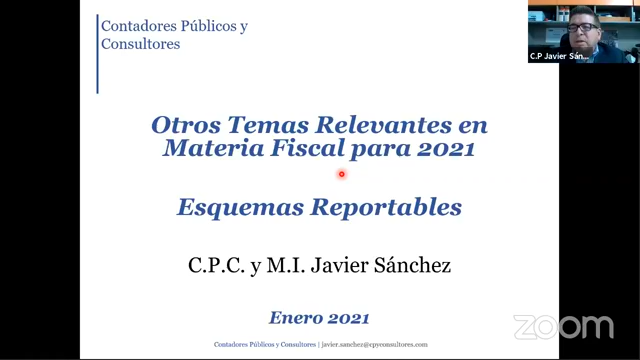 Contadores Públicos y
Consultores
C.P Javier Sán...
Otros Temas Relevantes en
Materia Fiscal para 2021
Esquemas Reportables
C.P.C. y M.I. Javier Sánchez
Enero 2021
Contadores Públicos y Consultores | javier.sanchez@cpyconsultores.com
zoom